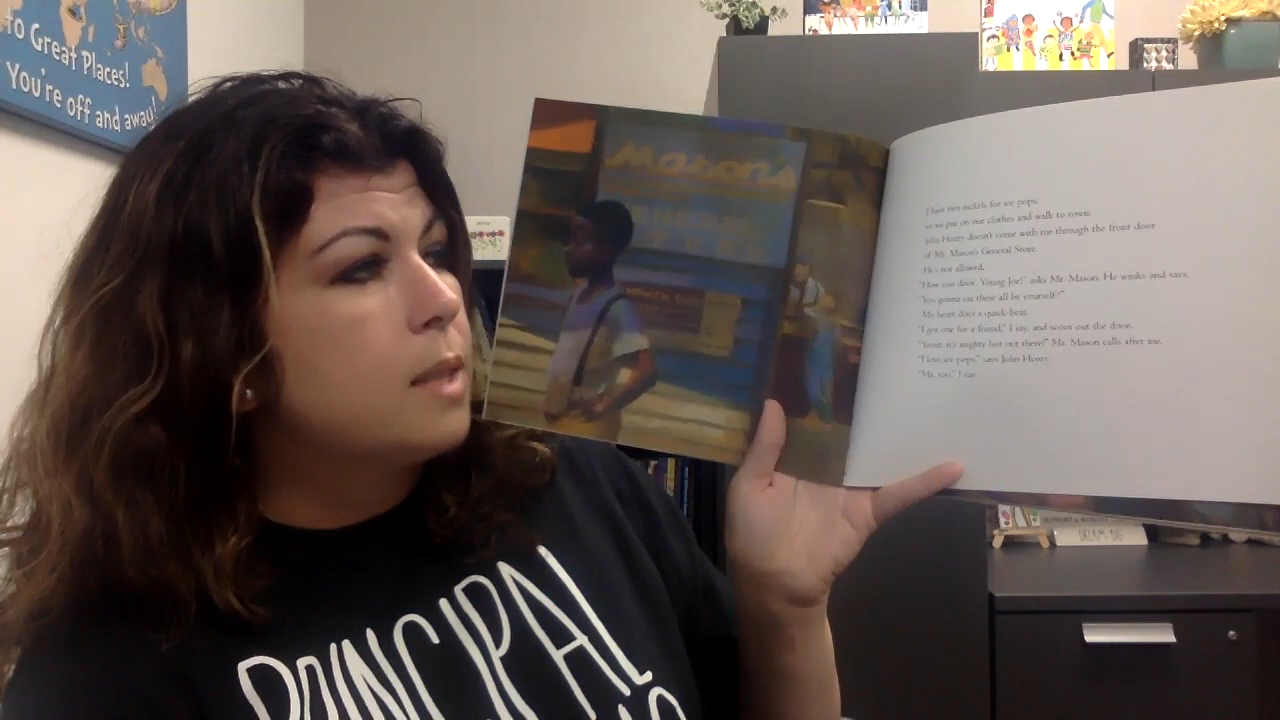 to Great Places!
You're off and away!
Mason's
I have two nickels for ice pops,
so we put on our clothes and walk to town.
John Henry doesn't come with me through the front door
of Mr. Mason's General Store.
He's not allowed.
"How you doin', Young Joe?" asks Mr. Mason. He winks and says,
"You gonna eat these all by yourself?"
My heart does a quick-beat.
"I got one for a friend," I say, and scoot out the door.
"Yessir, it's mighty hot out there!" Mr. Mason calls after me.
"I love ice pops," says John Henry.
"Me, too," I say.
DREAM BIG
PRINCIPAL